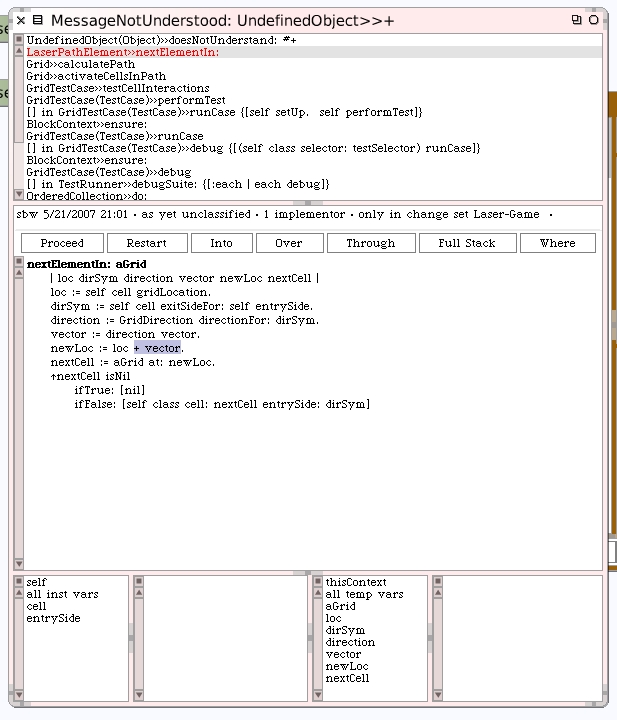 MessageNotUnderstood: UndefinedObject>>+
UndefinedObject(Object)>>doesNotUnderstand: #+
LaserPathElement>>nextElementIn:
Grid>>calculatePath
Grid>>activateCellsInPath
GridTestCase>>testCellInteractions
GridTestCase(TestCase)>>performTest
[] in GridTestCase(TestCase)>>runCase {[self setUp. self performTest]}
BlockContext>>ensure:
GridTestCase(TestCase)>>runCase
[] in GridTestCase(TestCase)>>debug {[(self class selector: testSelector) runCase]}
BlockContext>>ensure:
GridTestCase(TestCase)>>debug
[] in TestRunner>>debugSuite: {[:each | each debug]}
OrderedCollection>>do:
sbw 5/21/2007 21:01 · as yet unclassified · 1 implementor · only in change set Laser-Game ·
Proceed Restart Into Over Through Full Stack Where
nextElementIn: aGrid
| loc dirSym direction vector newLoc nextCell |
loc := self cell gridLocation.
dirSym := self cell exitSideFor: self entrySide.
direction := GridDirection directionFor: dirSym.
vector := direction vector.
newLoc := loc + vector.
nextCell := aGrid at: newLoc.
↑nextCell isNil
ifTrue: [nil]
ifFalse: [self class cell: nextCell entrySide: dirSym]
self
all inst vars
cell
entrySide
thisContext
all temp vars
aGrid
loc
dirSym
direction
vector
newLoc
nextCell